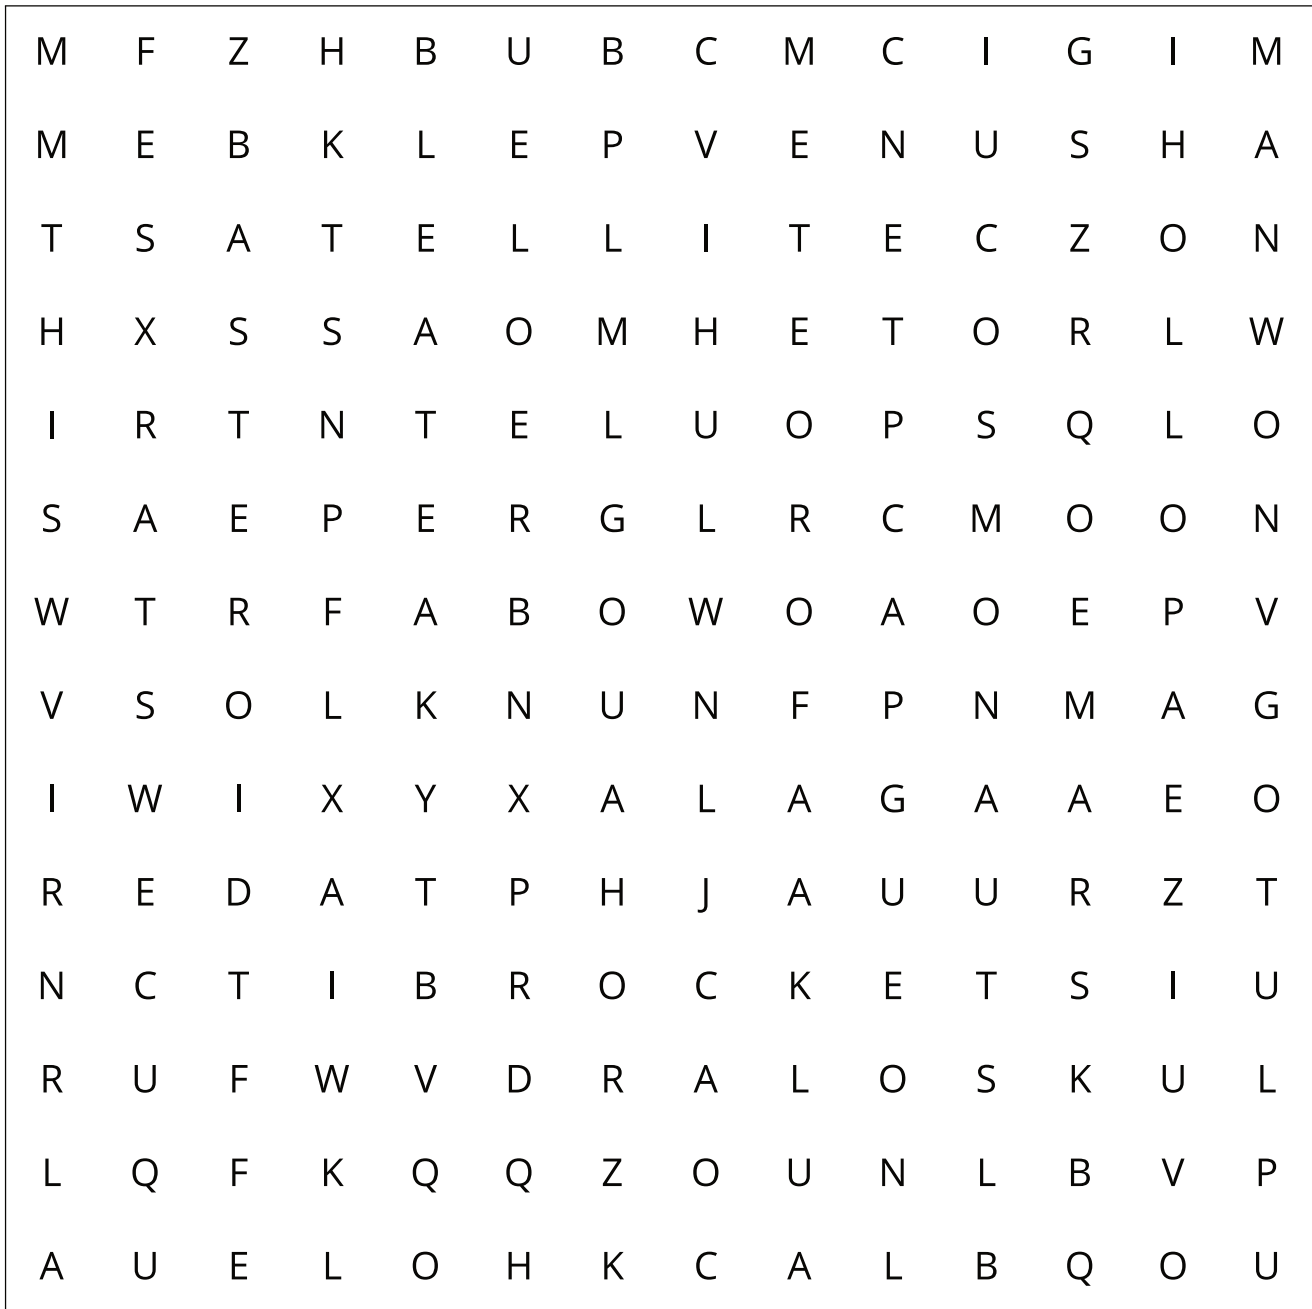 M F Z H B U B C M C I G I M
M E B K L E P V E N U S H A
T S A T E L L I T E C Z O N
H X S S A O M H E T O R L W
I R T N T E L U O P S Q L O
S A E P E R G L R C M O O N
W T R F A B O W O A O E P V
V S O L K N U N F P N M A G
I W I X Y X A L A G A A E O
R E D A T P H J A U U R Z T
N C T I B R O C K E T S I U
R U F W V D R A L O S K U L
L Q F K Q Q Z O U N L B V P
A U E L O H K C A L B Q O U